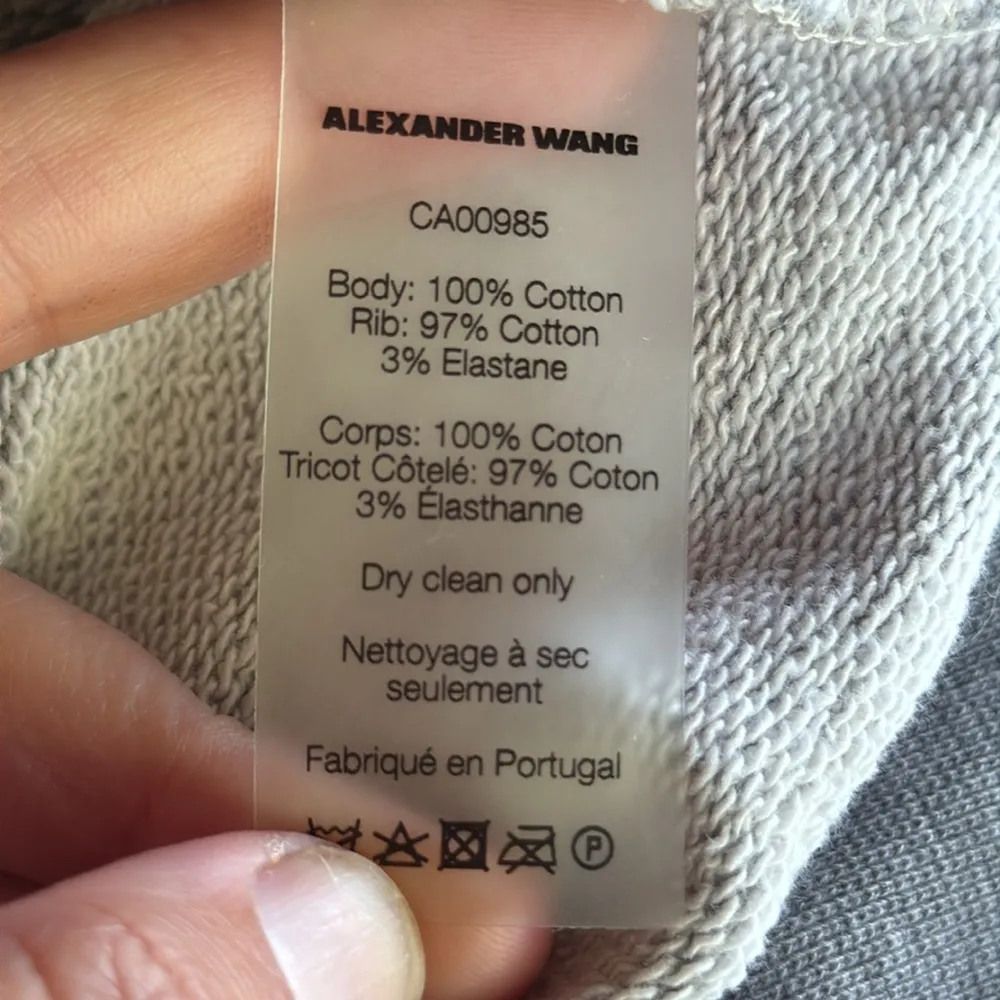 ALEXANDER WANG
CA00985
Body: 100% Cotton
Rib: 97% Cotton
3% Elastane
Corps: 100% Coton
Tricot Côtelé: 97% Coton
3% Élasthanne
Dry clean only
Nettoyage à sec
seulement
Fabriqué en Portugal
P